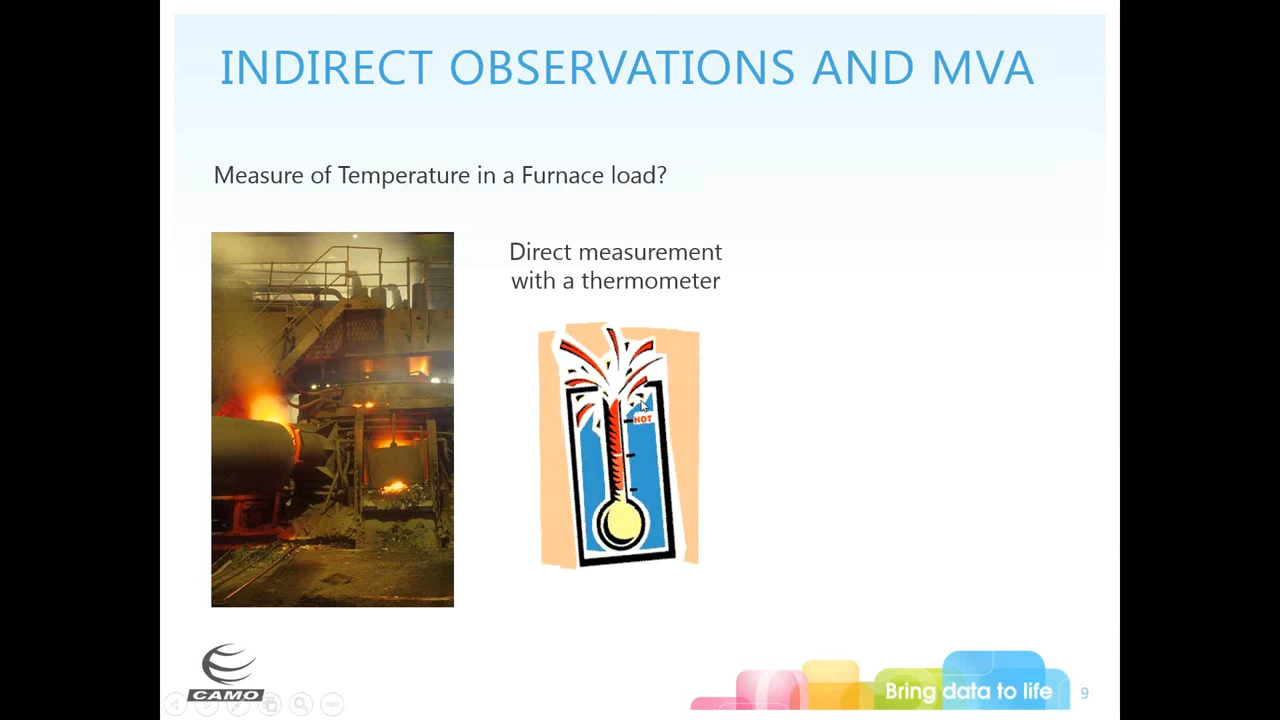 INDIRECT OBSERVATIONS AND MVA
Measure of Temperature in a Furnace load?
Direct measurement
with a thermometer
HOT
CAMO
Bring data to life
9